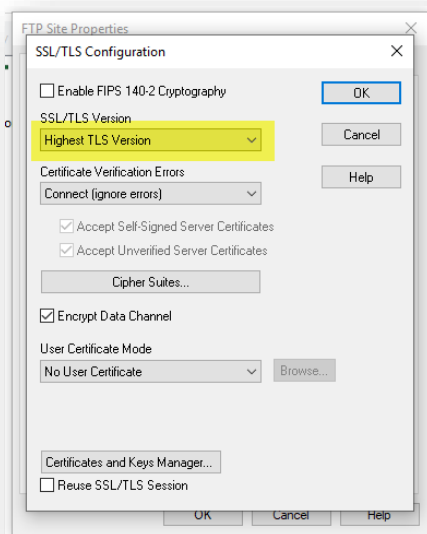 FTP Site Properties
SSL/TLS Configuration
Enable FIPS 140-2 Cryptography
OK
SSL/TLS Version
Highest TLS Version
Cancel
Certificate Verification Errors
Help
Connect (ignore errors)
Accept Self-Signed Server Certificates
Accept Unverified Server Certificates
Cipher Suites...
Encrypt Data Channel
User Certificate Mode
No User Certificate
Browse...
Certificates and Keys Manager...
Reuse SSL/TLS Session
OK Cancel Help